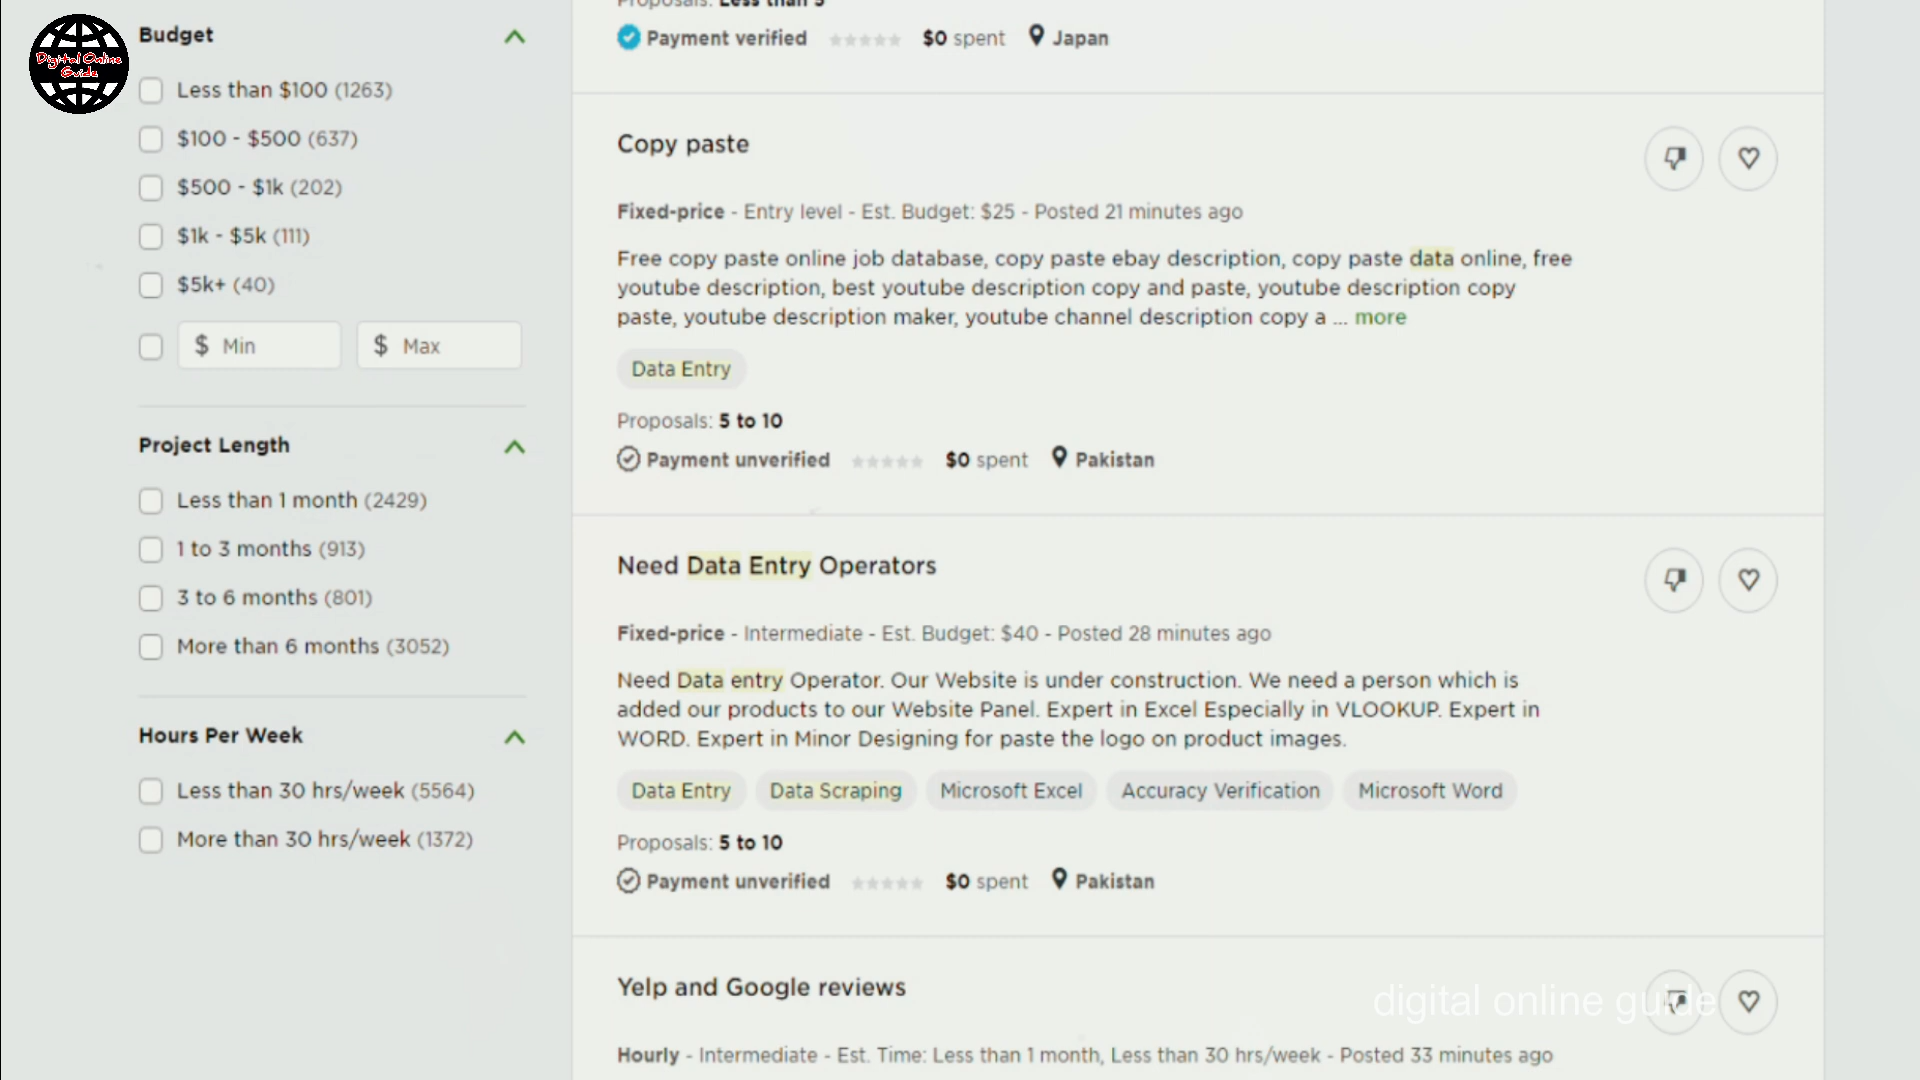 Digital Online
Guide
Budget
Less than $100 (1263)
$100 - $500 (637)
$500 - $1k (202)
$1k - $5k (111)
$5k+ (40)
$ Min $ Max
Project Length
Less than 1 month (2429)
1 to 3 months (913)
3 to 6 months (801)
More than 6 months (3052)
Hours Per Week
Less than 30 hrs/week (5564)
More than 30 hrs/week (1372)
Proposals: Less than 5
Payment verified $0 spent Japan
Copy paste
Fixed-price - Entry level - Est. Budget: $25 - Posted 21 minutes ago
Free copy paste online job database, copy paste ebay description, copy paste data online, free
youtube description, best youtube description copy and paste, youtube description copy
paste, youtube description maker, youtube channel description copy a ... more
Data Entry
Proposals: 5 to 10
Payment unverified $0 spent Pakistan
Need Data Entry Operators
Fixed-price - Intermediate - Est. Budget: $40 - Posted 28 minutes ago
Need Data entry Operator. Our Website is under construction. We need a person which is
added our products to our Website Panel. Expert in Excel Especially in VLOOKUP. Expert in
WORD. Expert in Minor Designing for paste the logo on product images.
Data Entry Data Scraping Microsoft Excel Accuracy Verification Microsoft Word
Proposals: 5 to 10
Payment unverified $0 spent Pakistan
Yelp and Google reviews
digital online guide
Hourly - Intermediate - Est. Time: Less than 1 month, Less than 30 hrs/week - Posted 33 minutes ago